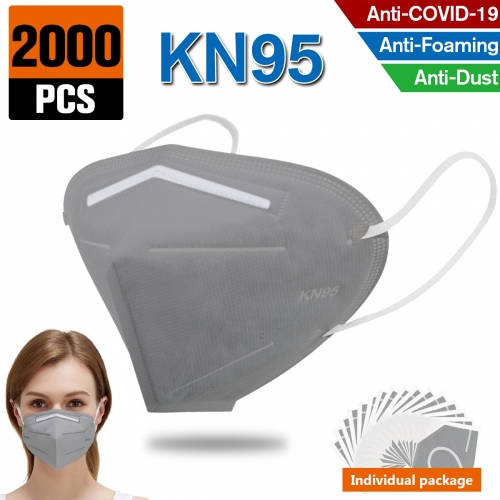 2000
PCS
KN95
Anti-COVID-19
Anti-Foaming
Anti-Dust
KN95
Individual package